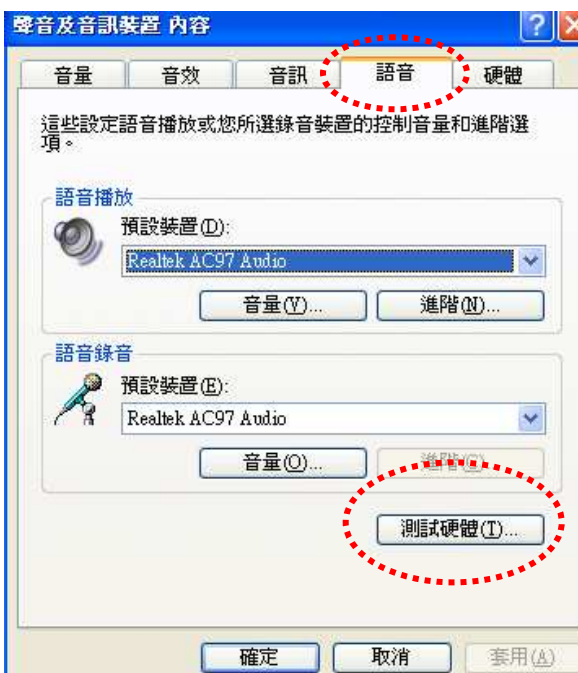 聲音及音訊裝置 內容
音量 音效 音訊 語音 硬體
這些設定語音播放或您所選錄音裝置的控制音量和進階選
項。
語音播放
預設裝置(D):
Realtek AC97 Audio
音量(V)... 進階(N)...
語音錄音
預設裝置(E):
Realtek AC97 Audio
音量(O)... 進階(C)...
測試硬體(T)...
確定 取消 套用(A)